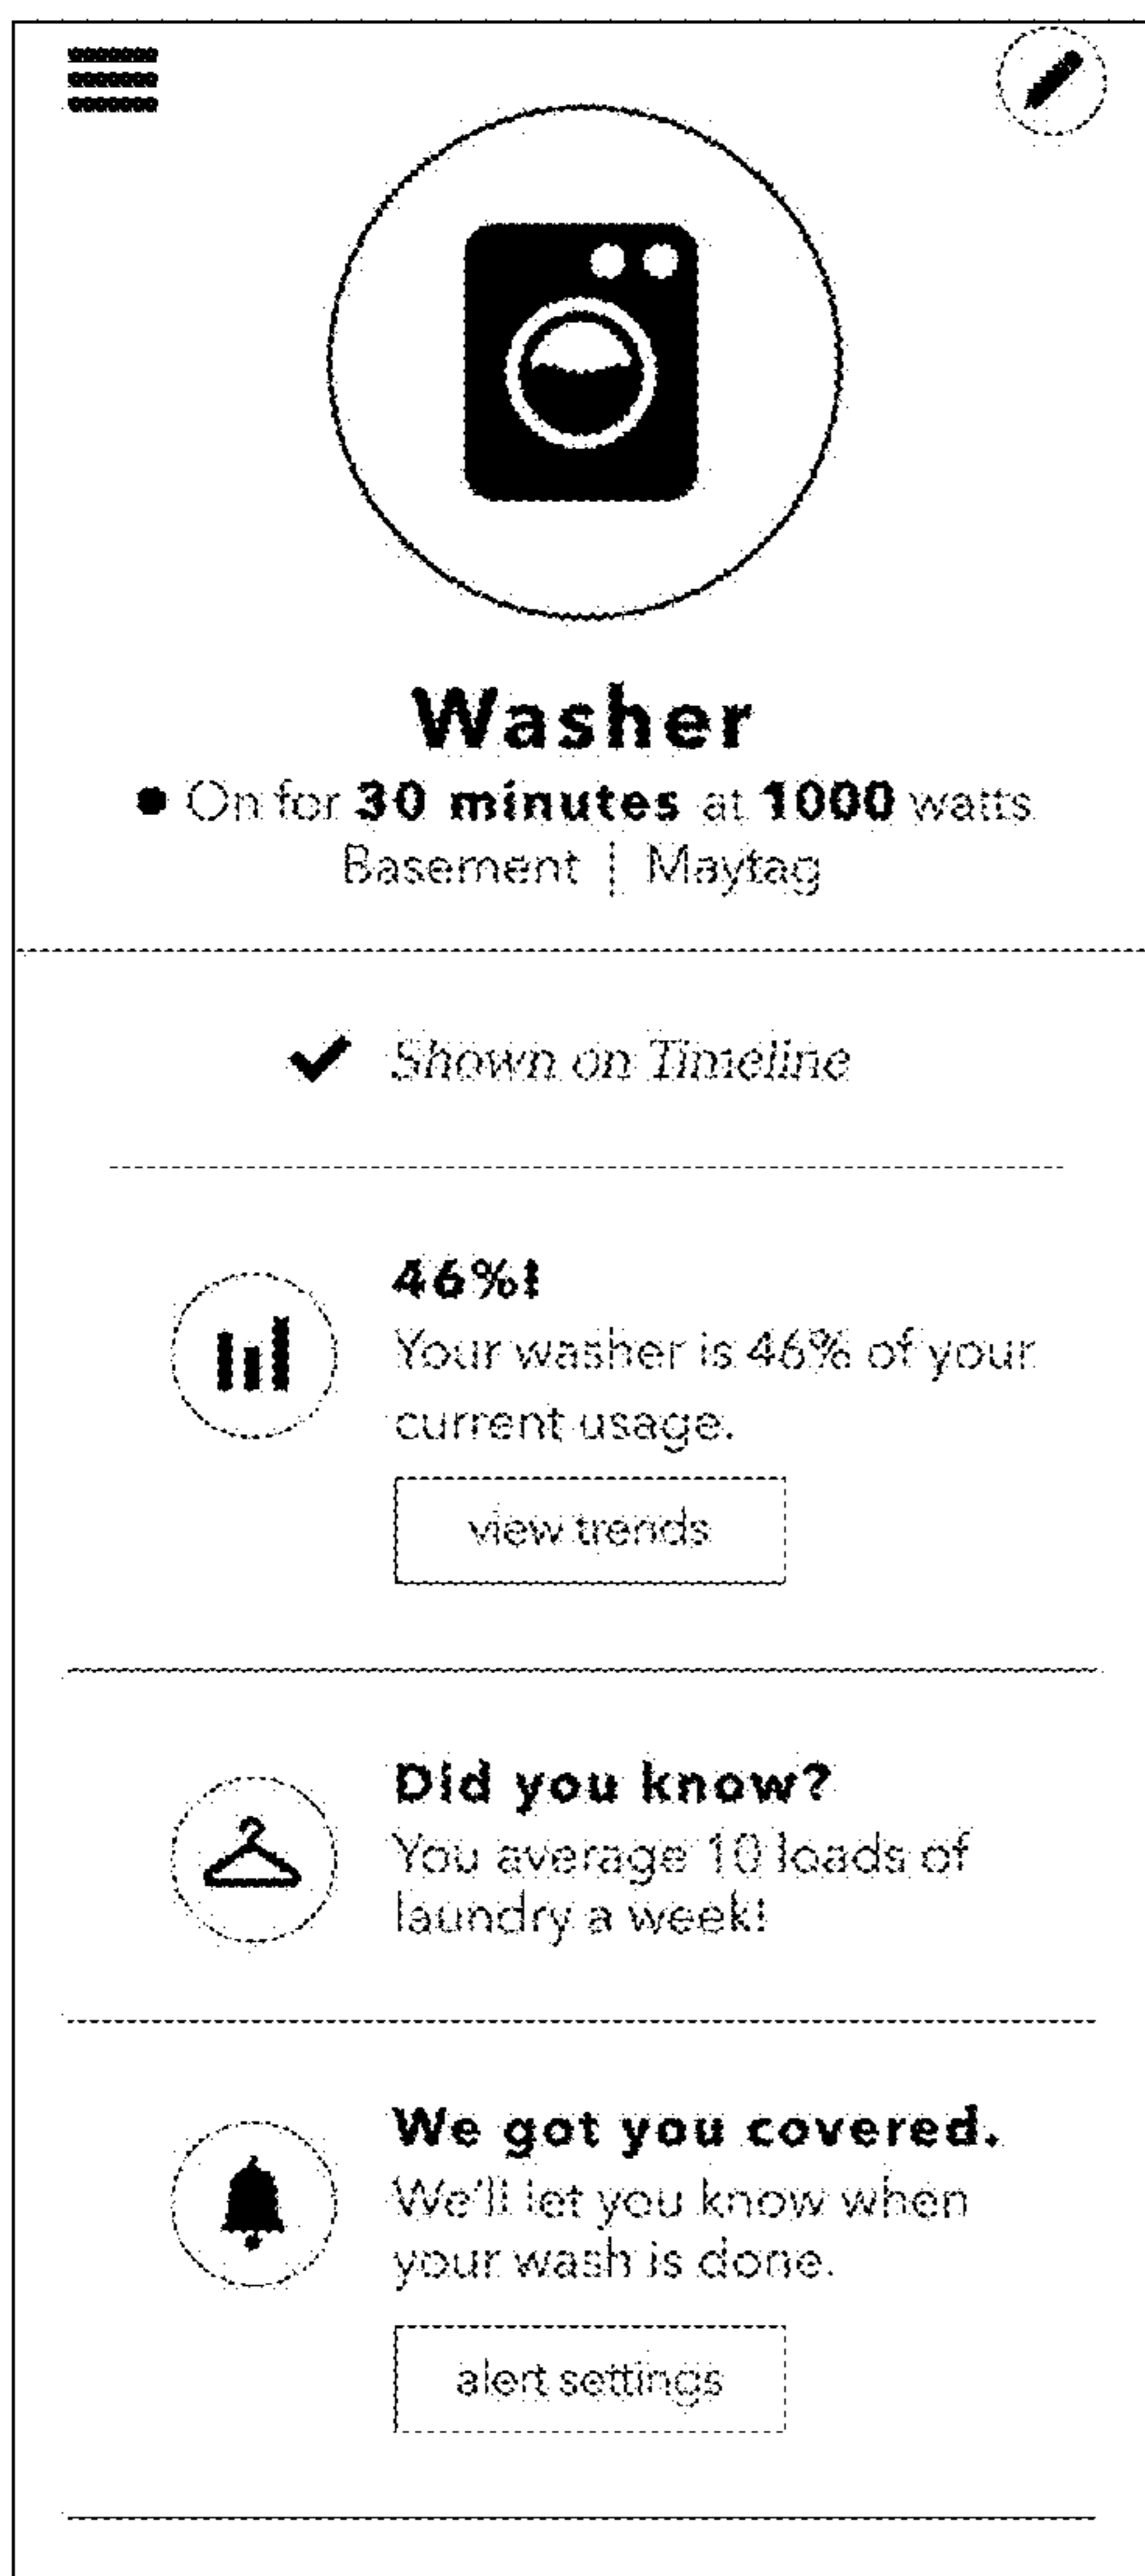 Washer
On for 30 minutes at 1000 watts
Basement | Maytag
Shown on Timeline
46%!
Your washer is 46% of your
current usage.
view trends
Did you know?
You average 10 loads of
laundry a week!
We got you covered.
We'll let you know when
your wash is done.
alert settings